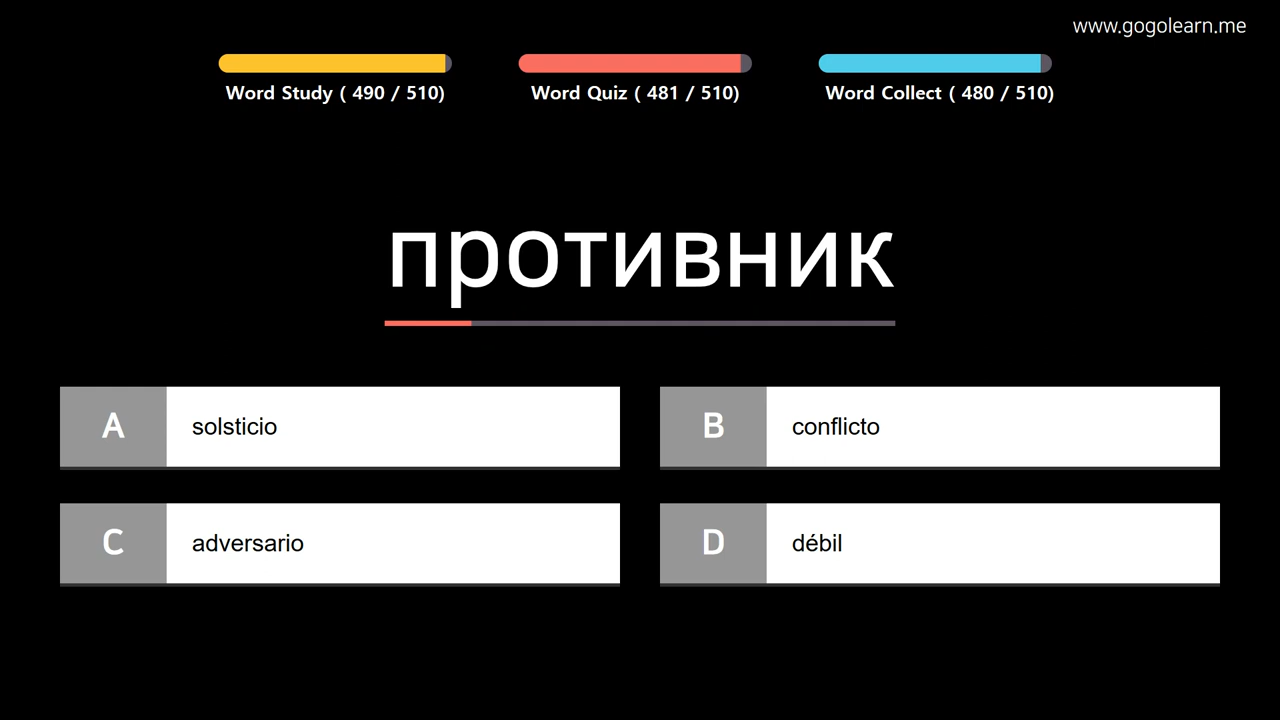 www.gogolearn.me
Word Study ( 490 / 510)
Word Quiz ( 481 / 510)
Word Collect ( 480 / 510)
противник
A solsticio
B conflicto
C adversario
D débil